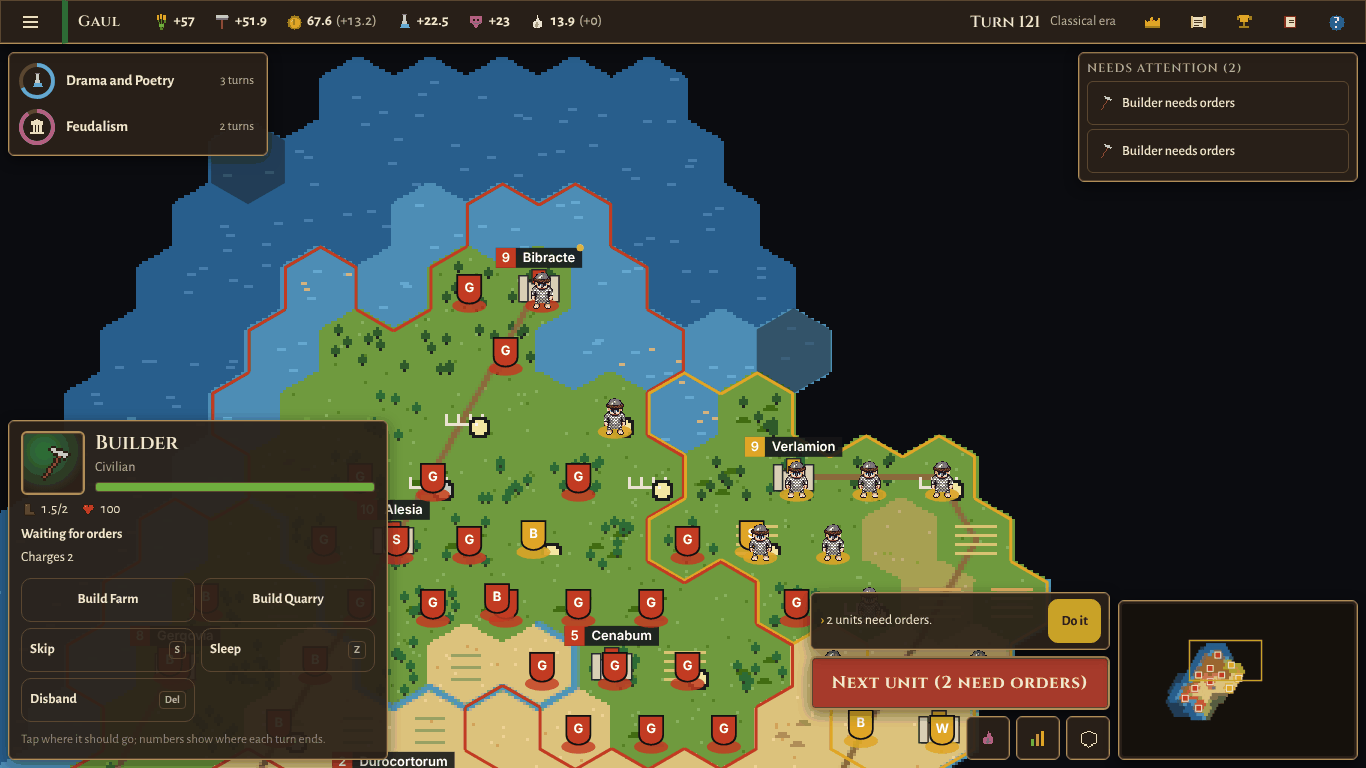 GAUL
+57
+51.9
67.6 (+13.2)
+22.5
+23
13.9 (+0)
TURN 121
Classical era
Drama and Poetry
3 turns
Feudalism
2 turns
NEEDS ATTENTION (2)
Builder needs orders
Builder needs orders
9 Bibracte
G
G
G
9 Verlamion
G
G
10 Alesia
S
G
B
G
G
B
G
G
G
8 Gergovia
5 Cenabum
G
G
G
G
G
G
B
W
2 Durocortorum
BUILDER
Civilian
1.5/2
100
Waiting for orders
Charges 2
Build Farm
Build Quarry
Skip
S
Sleep
Z
Disband
Del
Tap where it should go; numbers show where each turn ends.
› 2 units need orders.
Do it
NEXT UNIT (2 NEED ORDERS)